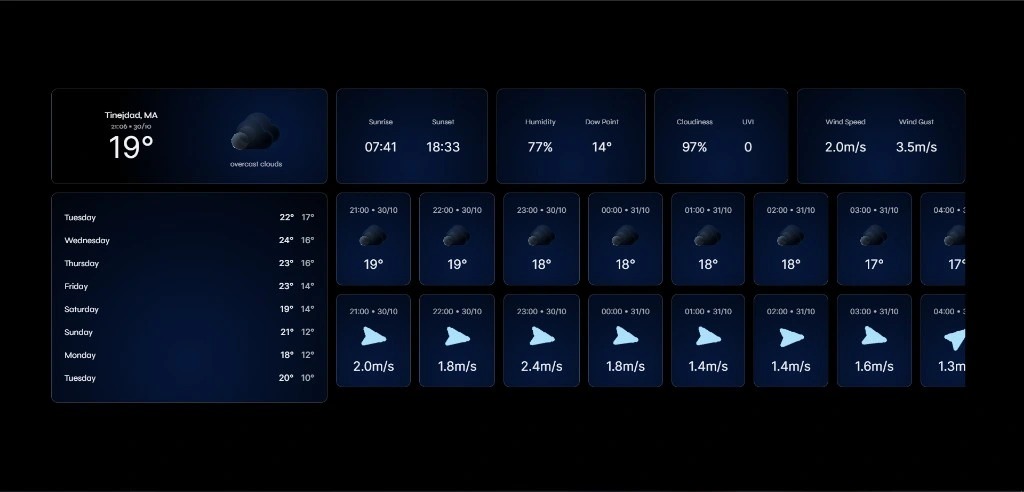 Tinejdad, MA
21:06 • 30/10
19°
overcast clouds
Sunrise Sunset
07:41 18:33
Humidity Dow Point
77% 14°
Cloudiness UVI
97% 0
Wind Speed Wind Gust
2.0m/s 3.5m/s
Tuesday 22° 17°
Wednesday 24° 16°
Thursday 23° 16°
Friday 23° 14°
Saturday 19° 14°
Sunday 21° 12°
Monday 18° 12°
Tuesday 20° 10°
21:00 • 30/10 22:00 • 30/10 23:00 • 30/10 00:00 • 31/10 01:00 • 31/10 02:00 • 31/10 03:00 • 31/10 04:00 • 3
19° 19° 18° 18° 18° 18° 17° 17°
21:00 • 30/10 22:00 • 30/10 23:00 • 30/10 00:00 • 31/10 01:00 • 31/10 02:00 • 31/10 03:00 • 31/10 04:00 • 3
2.0m/s 1.8m/s 2.4m/s 1.8m/s 1.4m/s 1.4m/s 1.6m/s 1.3m